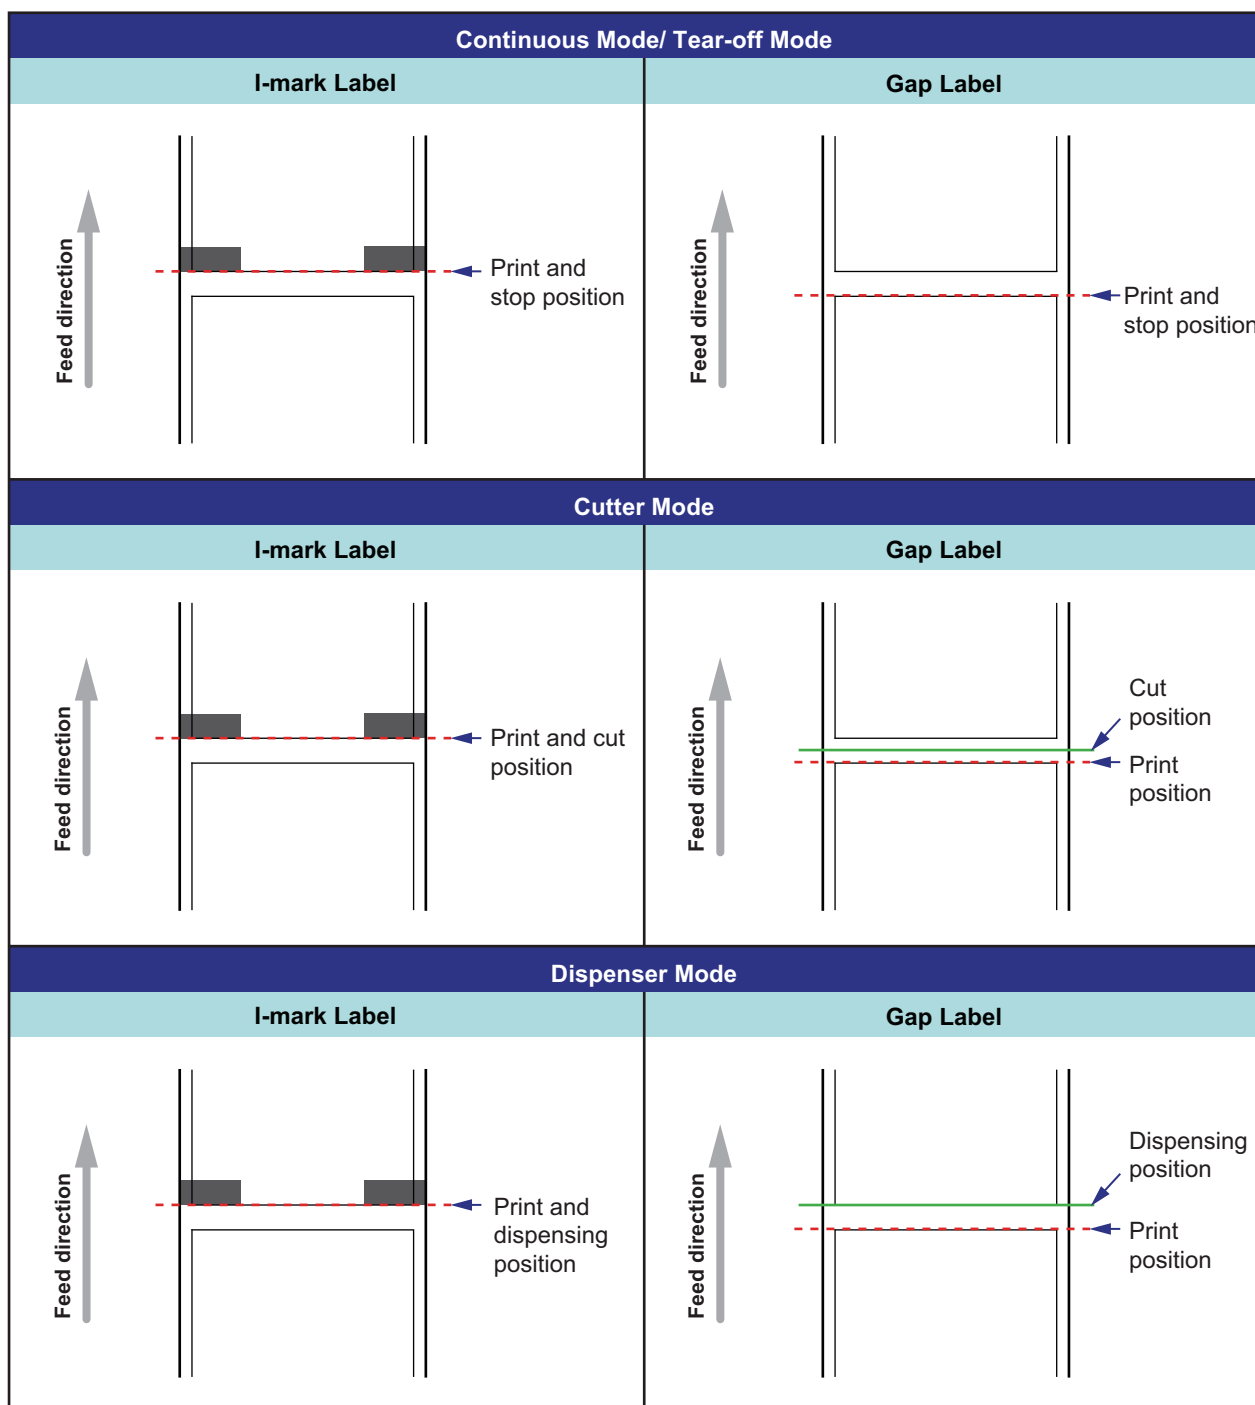 Continuous Mode/ Tear-off Mode
I-mark Label
Gap Label
Feed direction
Print and
stop position
Feed direction
Print and
stop position
Cutter Mode
I-mark Label
Gap Label
Feed direction
Print and cut
position
Feed direction
Cut
position
Print
position
Dispenser Mode
I-mark Label
Gap Label
Feed direction
Print and
dispensing
position
Feed direction
Dispensing
position
Print
position